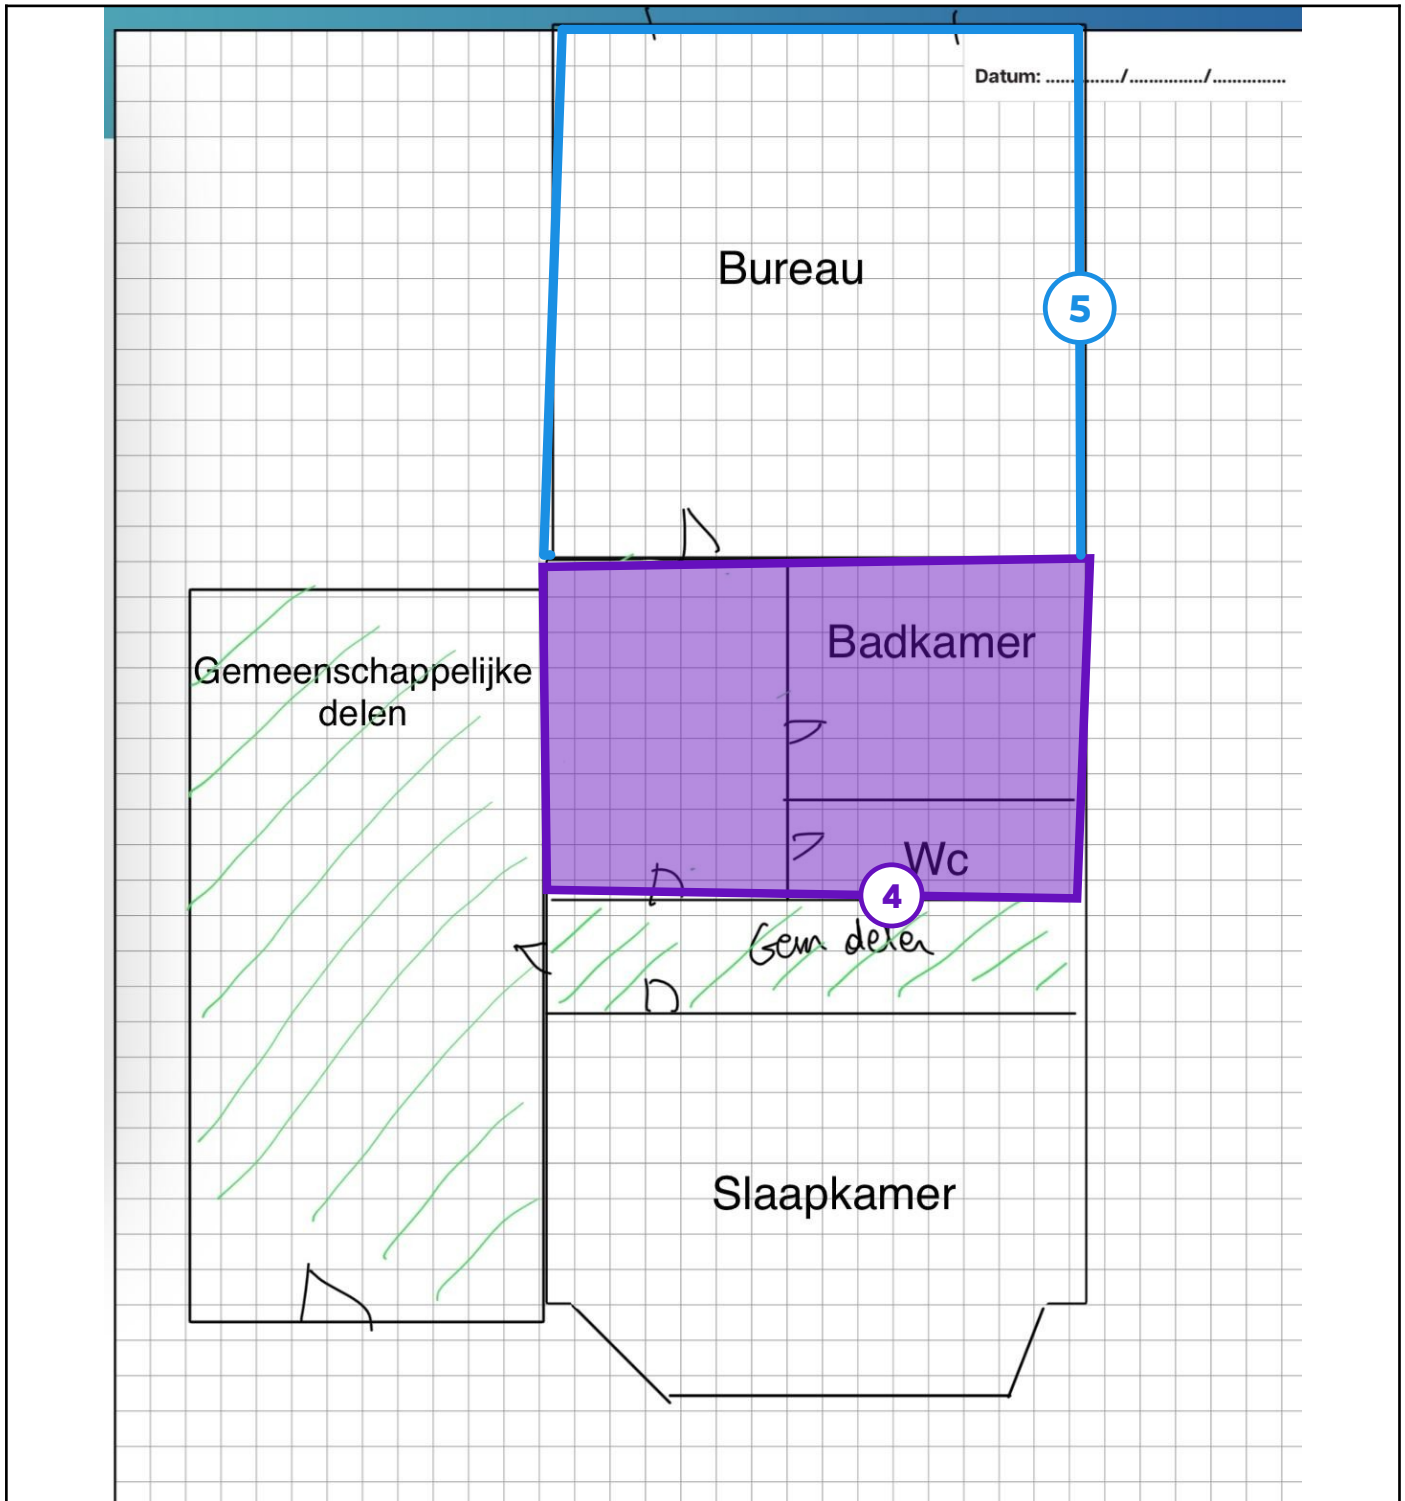 Datum: ............../.............../...............
Bureau
5
Badkamer
Gemeenschappelijke
delen
Wc
4
Gem delen
Slaapkamer